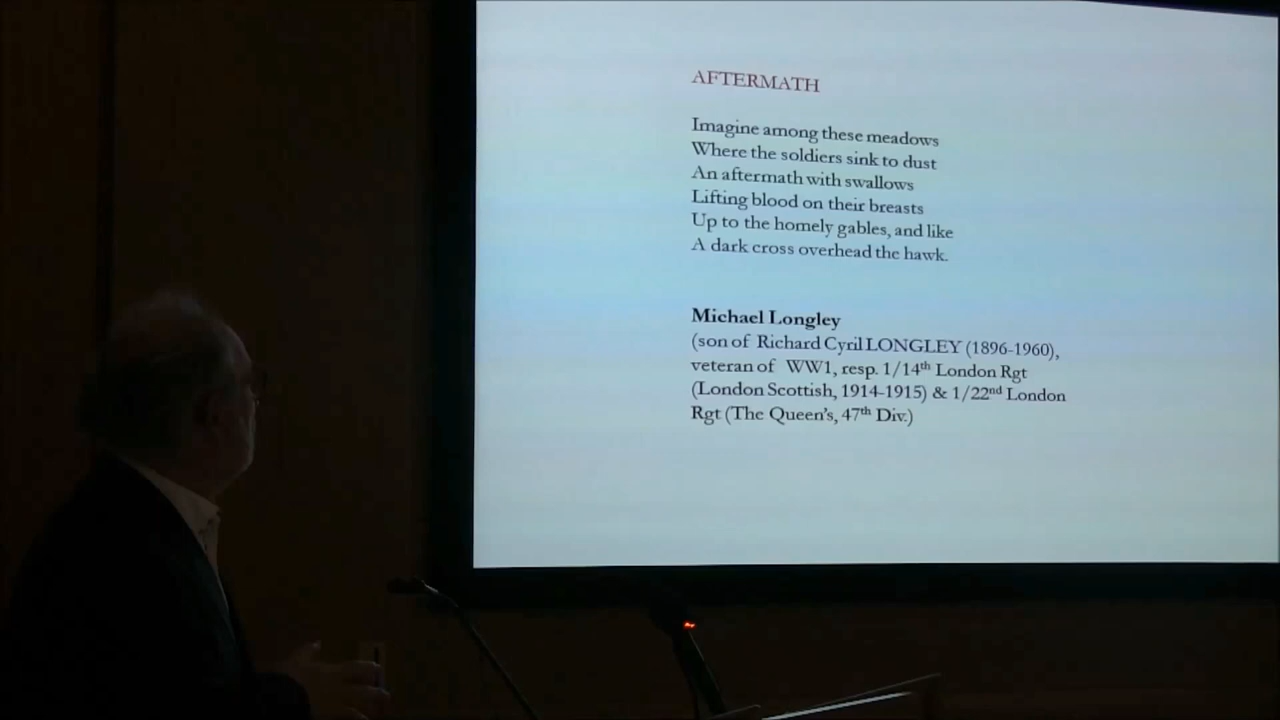 AFTERMATH
Imagine among these meadows
Where the soldiers sink to dust
An aftermath with swallows
Lifting blood on their breasts
Up to the homely gables, and like
A dark cross overhead the hawk.
Michael Longley
(son of Richard Cyril LONGLEY (1896-1960),
veteran of WW1, resp. 1/14th London Rgt
(London Scottish, 1914-1915) & 1/22nd London
Rgt (The Queen's, 47th Div.)